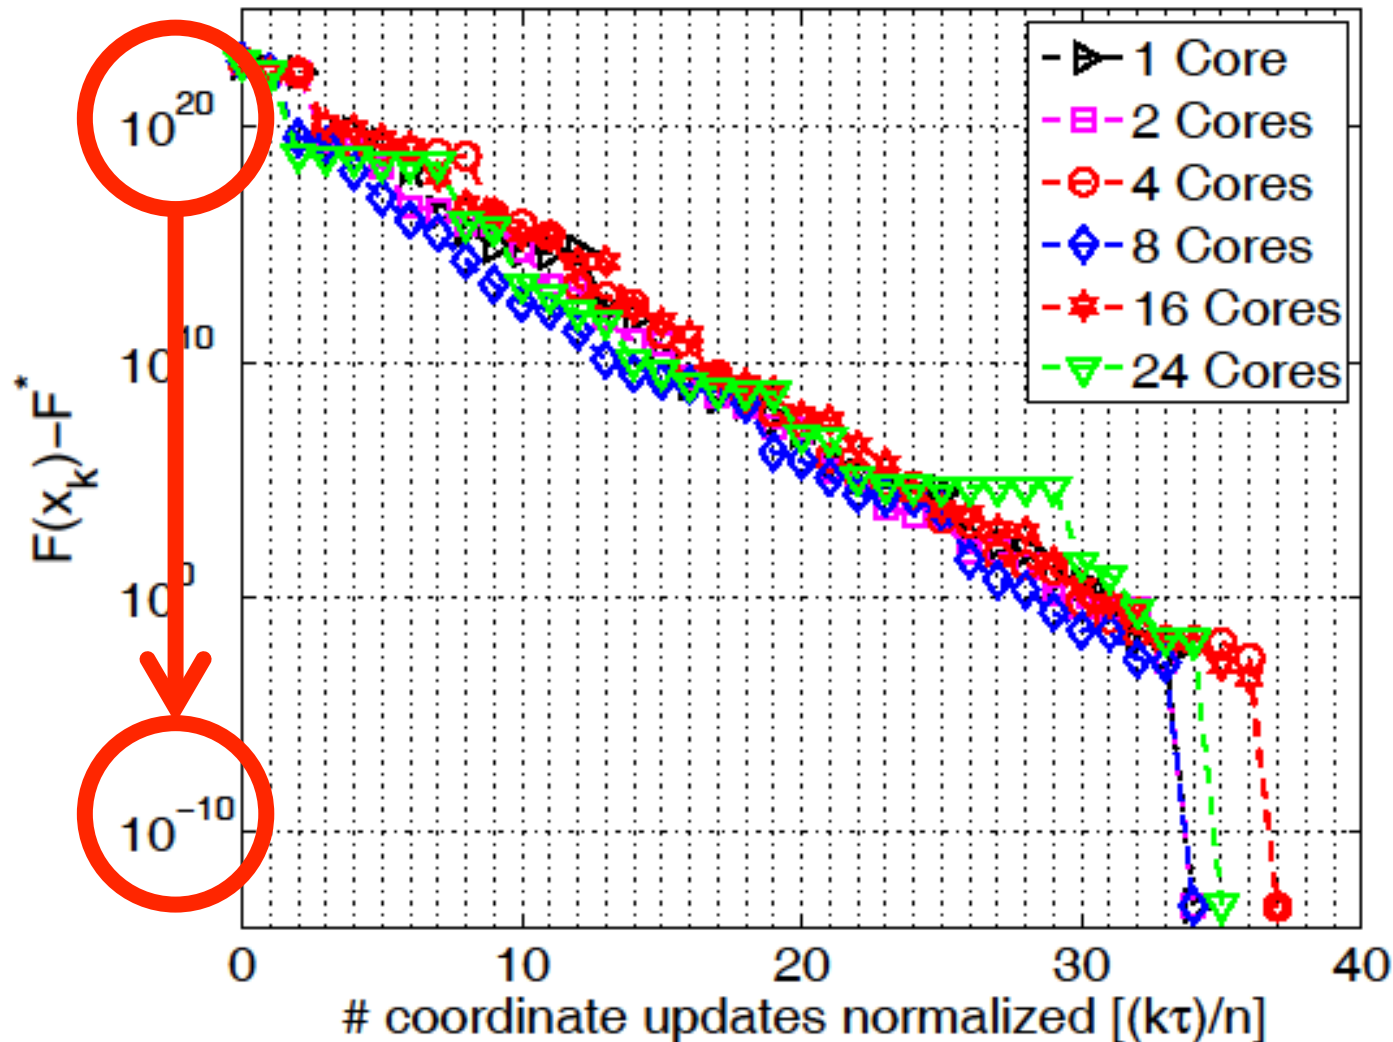 1 Core
2 Cores
4 Cores
8 Cores
16 Cores
24 Cores
10^20
10^10
10^0
10^-10
F(x_k)-F^*
0 10 20 30 40
# coordinate updates normalized [(kτ)/n]